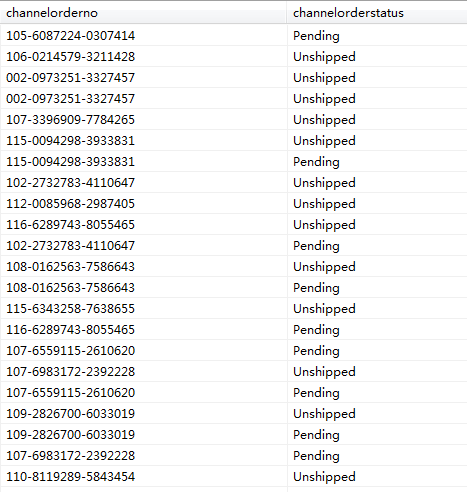 channelorderno channelorderstatus
105-6087224-0307414 Pending
106-0214579-3211428 Unshipped
002-0973251-3327457 Unshipped
002-0973251-3327457 Unshipped
107-3396909-7784265 Unshipped
115-0094298-3933831 Unshipped
115-0094298-3933831 Pending
102-2732783-4110647 Unshipped
112-0085968-2987405 Unshipped
116-6289743-8055465 Unshipped
102-2732783-4110647 Pending
108-0162563-7586643 Unshipped
108-0162563-7586643 Pending
115-6343258-7638655 Unshipped
116-6289743-8055465 Pending
107-6559115-2610620 Pending
107-6983172-2392228 Unshipped
107-6559115-2610620 Pending
109-2826700-6033019 Unshipped
109-2826700-6033019 Pending
107-6983172-2392228 Pending
110-8119289-5843454 Unshipped